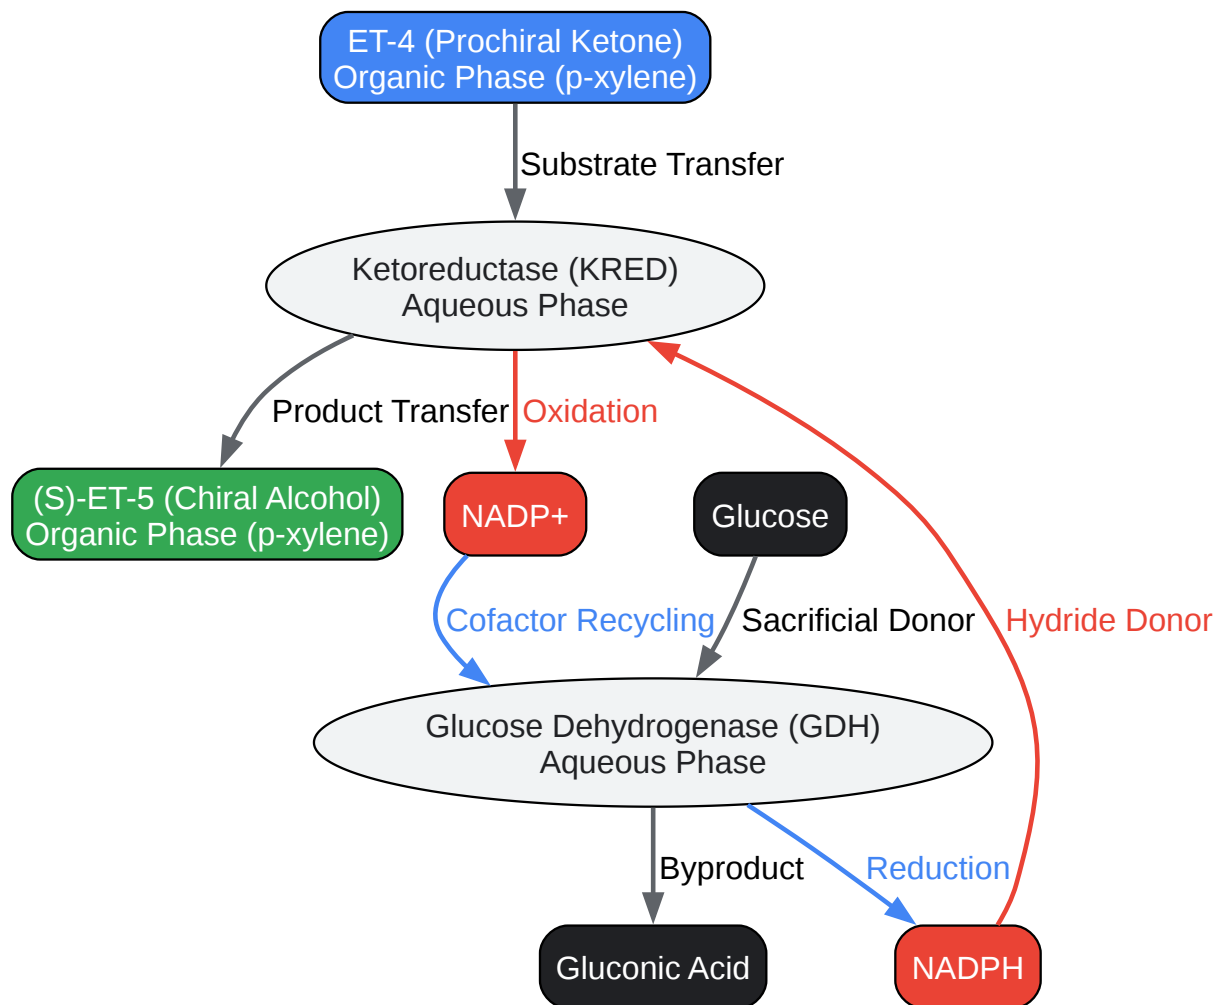 ET-4 (Prochiral Ketone)
Organic Phase (p-xylene)
Substrate Transfer
Ketoreductase (KRED)
Aqueous Phase
Product Transfer
Oxidation
(S)-ET-5 (Chiral Alcohol)
Organic Phase (p-xylene)
NADP+
Glucose
Cofactor Recycling
Sacrificial Donor
Hydride Donor
Glucose Dehydrogenase (GDH)
Aqueous Phase
Byproduct
Reduction
Gluconic Acid
NADPH